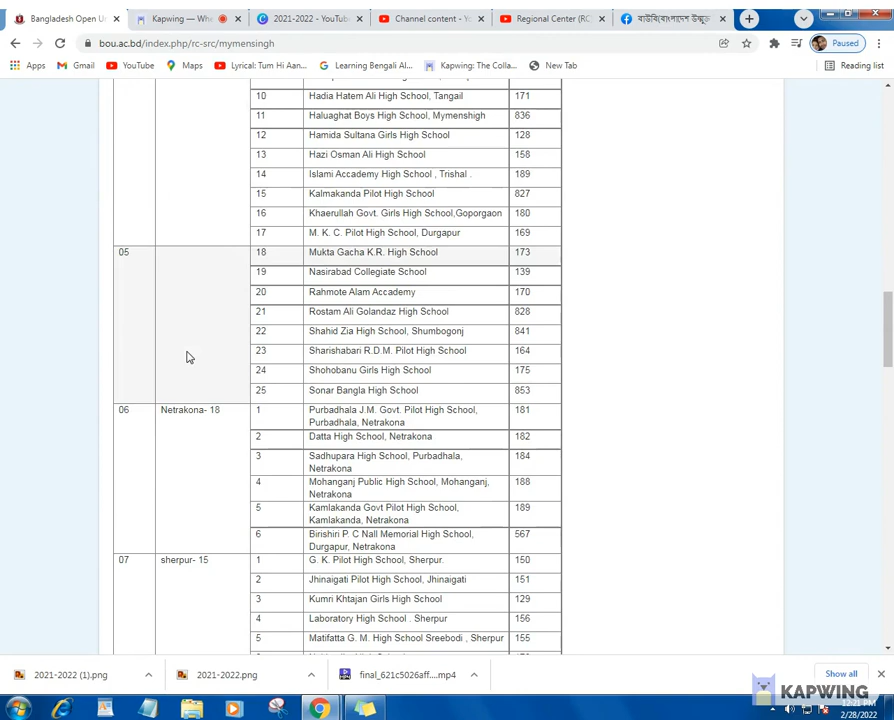 Bangladesh Open U
Kapwing — Whe
2021-2022 - YouTub
Channel content - Yo
Regional Center (RC)
বাউবি(বাংলাদেশ উন্মুক্ত
bou.ac.bd/index.php/rc-src/mymensingh
Paused
Apps
Gmail
YouTube
Maps
Lyrical: Tum Hi Aan...
Learning Bengali Al...
Kapwing: The Colla...
New Tab
Reading list
10 Hadia Hatem Ali High School, Tangail 171
11 Haluaghat Boys High School, Mymenshigh 836
12 Hamida Sultana Girls High School 128
13 Hazi Osman Ali High School 158
14 Islami Accademy High School , Trishal . 189
15 Kalmakanda Pilot High School 827
16 Khaerullah Govt. Girls High School,Goporgaon 180
17 M. K. C. Pilot High School, Durgapur 169
05 18 Mukta Gacha K.R. High School 173
19 Nasirabad Collegiate School 139
20 Rahmote Alam Accademy 170
21 Rostam Ali Golandaz High School 828
22 Shahid Zia High School, Shumbogonj 841
23 Sharishabari R.D.M. Pilot High School 164
24 Shohobanu Girls High School 175
25 Sonar Bangla High School 853
06 Netrakona- 18 1 Purbadhala J.M. Govt. Pilot High School, 181
Purbadhala, Netrakona
2 Datta High School, Netrakona 182
3 Sadhupara High School, Purbadhala, 184
Netrakona
4 Mohanganj Public High School, Mohanganj, 188
Netrakona
5 Kamlakanda Govt Pilot High School, 189
Kamlakanda, Netrakona
6 Birishiri P. C Nall Memorial High School, 567
Durgapur, Netrakona
07 sherpur- 15 1 G. K. Pilot High School, Sherpur. 150
2 Jhinaigati Pilot High School, Jhinaigati 151
3 Kumri Khtajan Girls High School 129
4 Laboratory High School . Sherpur 156
5 Matifatta G. M. High School Sreebodi , Sherpur 155
2021-2022 (1).png
2021-2022.png
final_621c5026aff....mp4
Show all
KAPWING
12:21 PM
2/28/2022